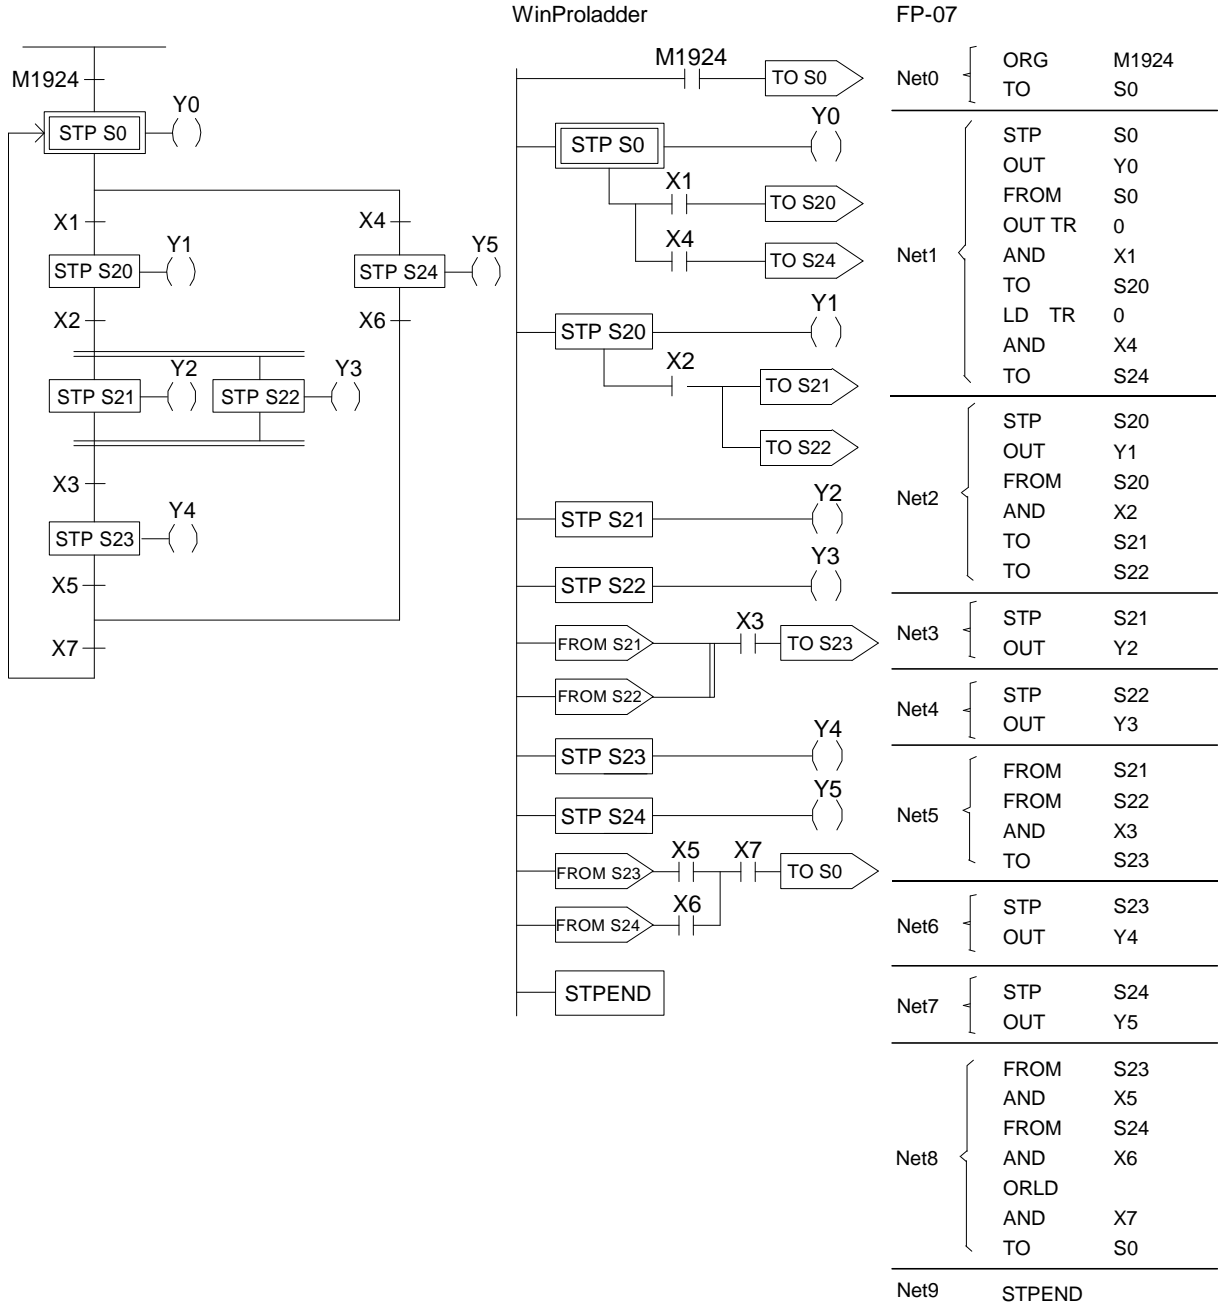 WinProladder
FP-07
M1924
Y0
STP S0
X1
X4
Y1
Y5
STP S20
STP S24
X2
X6
Y2
Y3
STP S21
STP S22
X3
Y4
STP S23
X5
X7
M1924
TO S0
Y0
STP S0
X1
TO S20
X4
TO S24
Y1
STP S20
X2
TO S21
TO S22
Y2
STP S21
Y3
STP S22
X3
FROM S21
TO S23
FROM S22
Y4
STP S23
Y5
STP S24
X5 X7
FROM S23
TO S0
X6
FROM S24
STPEND
Net0
ORG M1924
TO S0
Net1
STP S0
OUT Y0
FROM S0
OUT TR 0
AND X1
TO S20
LD TR 0
AND X4
TO S24
Net2
STP S20
OUT Y1
FROM S20
AND X2
TO S21
TO S22
Net3
STP S21
OUT Y2
Net4
STP S22
OUT Y3
Net5
FROM S21
FROM S22
AND X3
TO S23
Net6
STP S23
OUT Y4
Net7
STP S24
OUT Y5
Net8
FROM S23
AND X5
FROM S24
AND X6
ORLD
AND X7
TO S0
Net9
STPEND